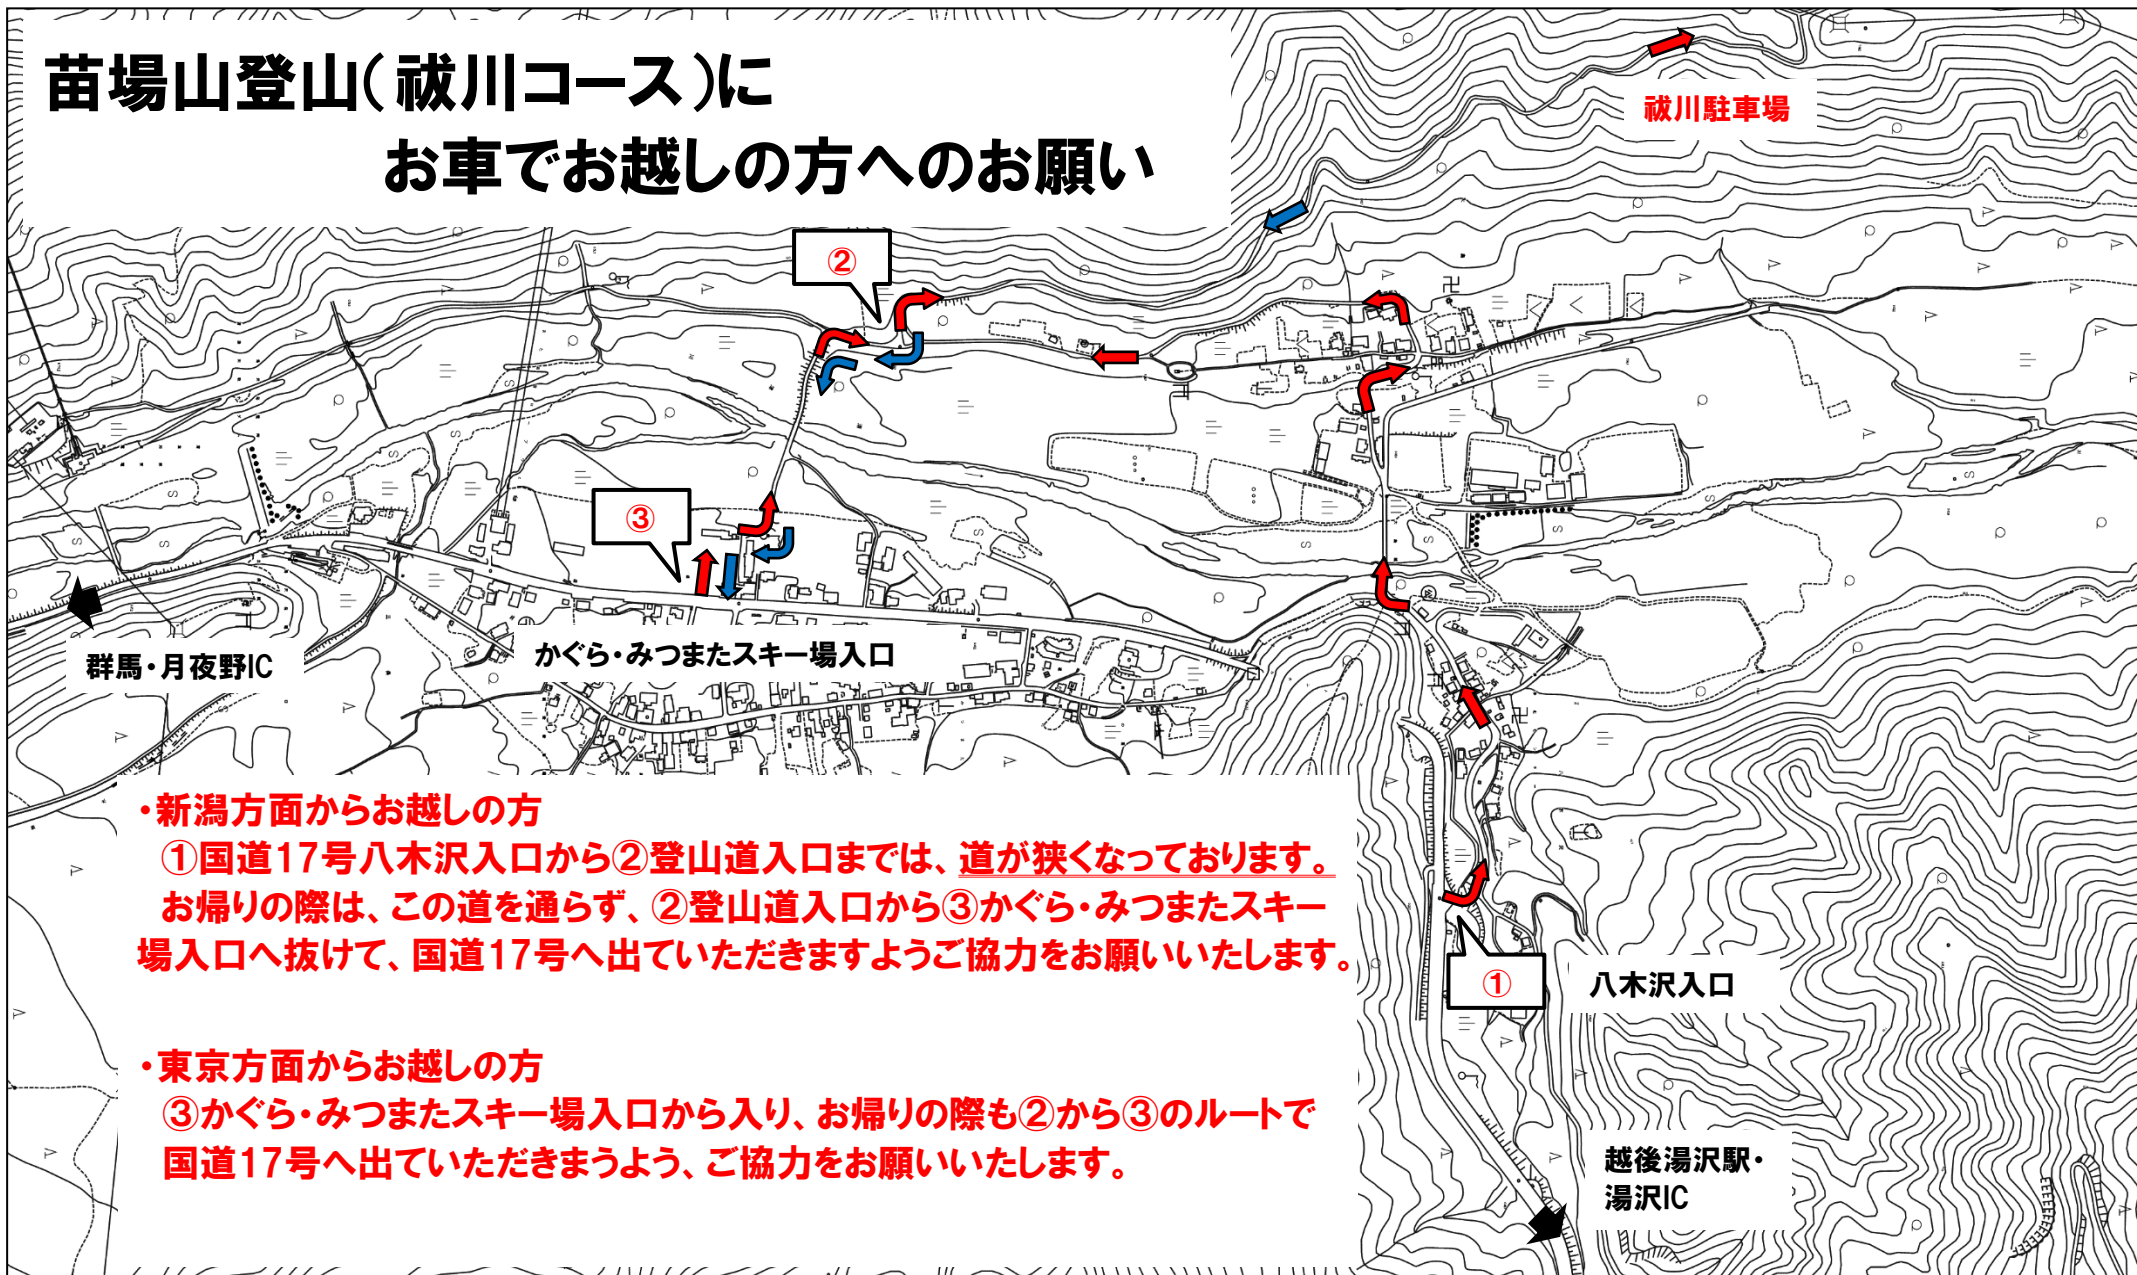 苗場山登山(祓川コース)に
お車でお越しの方へのお願い
祓川駐車場
②
③
群馬・月夜野IC
かぐら・みつまたスキー場入口
・新潟方面からお越しの方
①国道17号八木沢入口から②登山道入口までは、道が狭くなっております。
お帰りの際は、この道を通らず、②登山道入口から③かぐら・みつまたスキー
場入口へ抜けて、国道17号へ出ていただきますようご協力をお願いいたします。
①
八木沢入口
・東京方面からお越しの方
③かぐら・みつまたスキー場入口から入り、お帰りの際も②から③のルートで
国道17号へ出ていただきまうよう、ご協力をお願いいたします。
越後湯沢駅・
湯沢IC